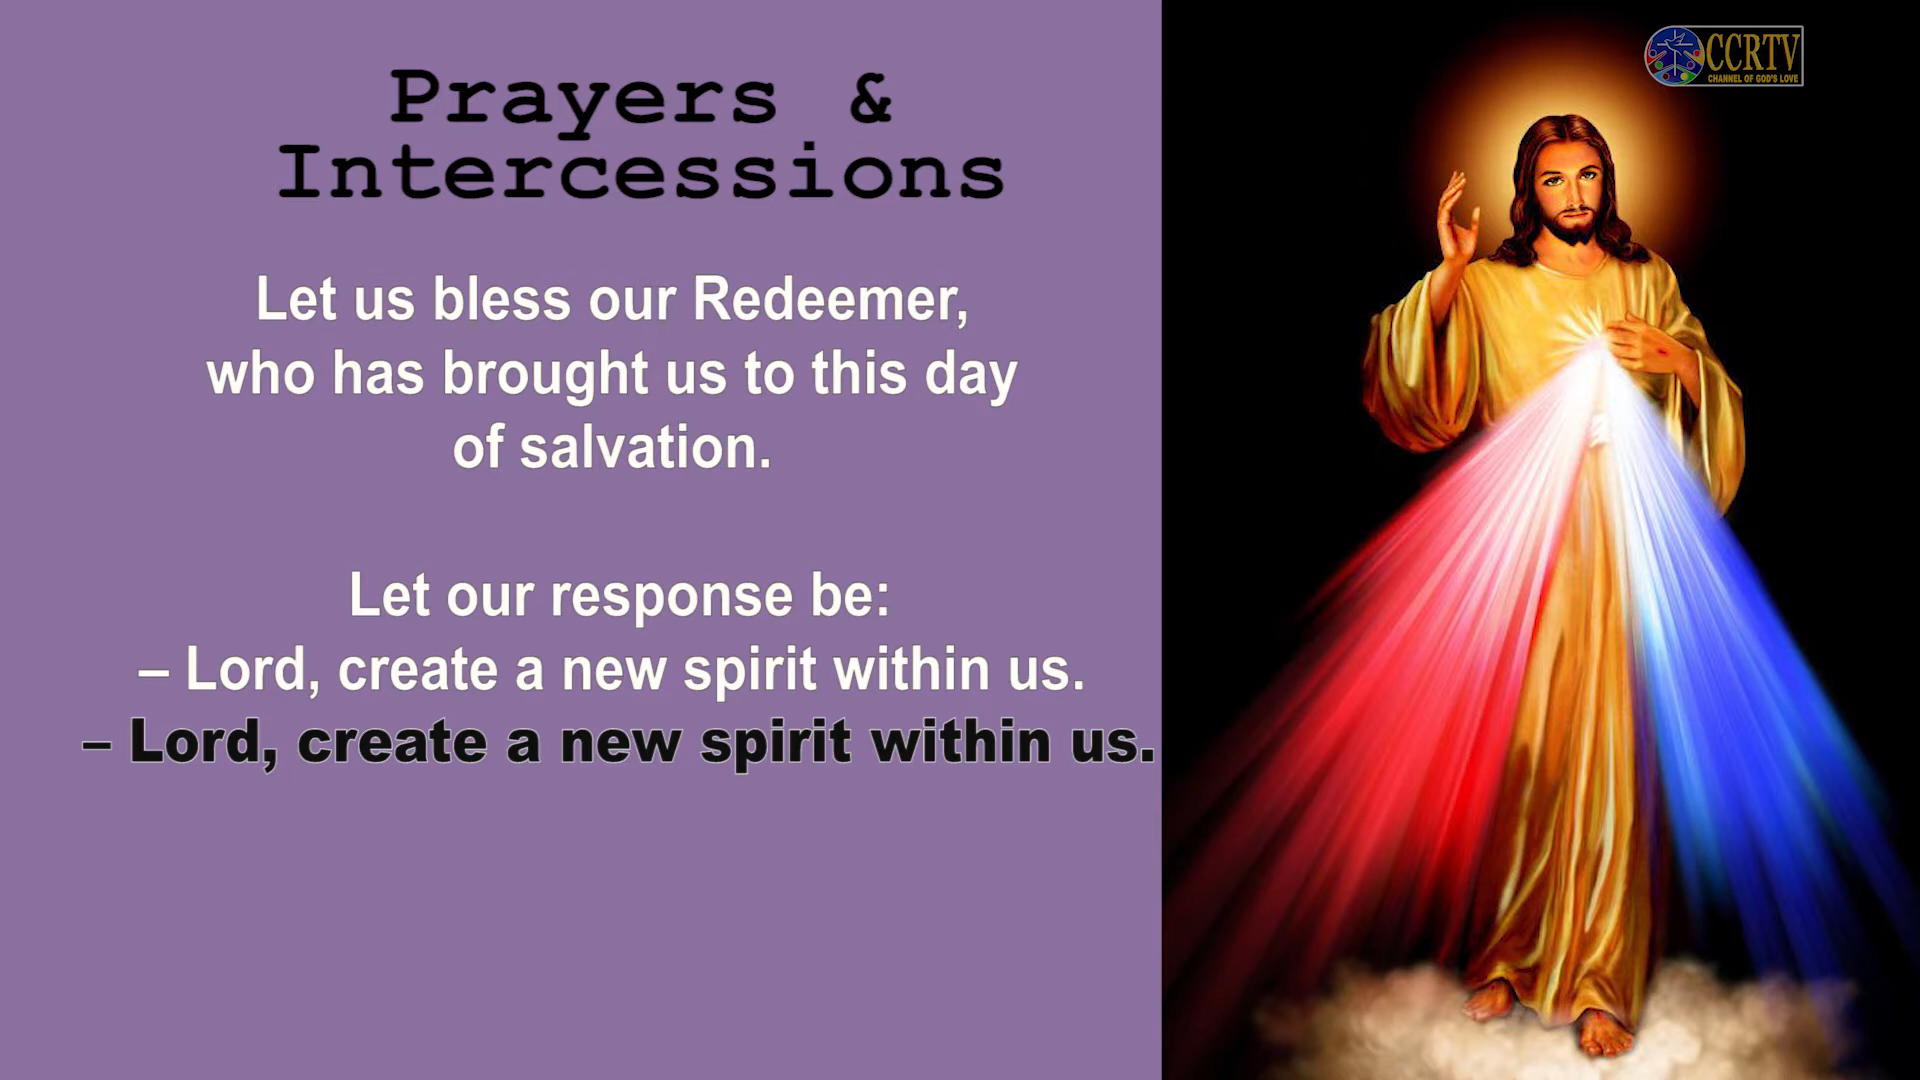 Prayers &
Intercessions
Let us bless our Redeemer,
who has brought us to this day
of salvation.
Let our response be:
– Lord, create a new spirit within us.
– Lord, create a new spirit within us.
CCRTV
CHANNEL OF GOD'S LOVE